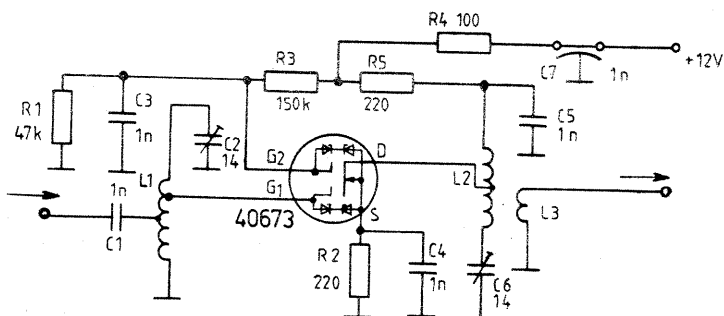 R4 100
C7
1n
+12V
R3
150k
R5
220
R1
47k
C3
1n
C2
14
C5
1n
G2
D
L1
1n
C1
G1
S
40673
L2
L3
R2
220
C4
1n
C6
14